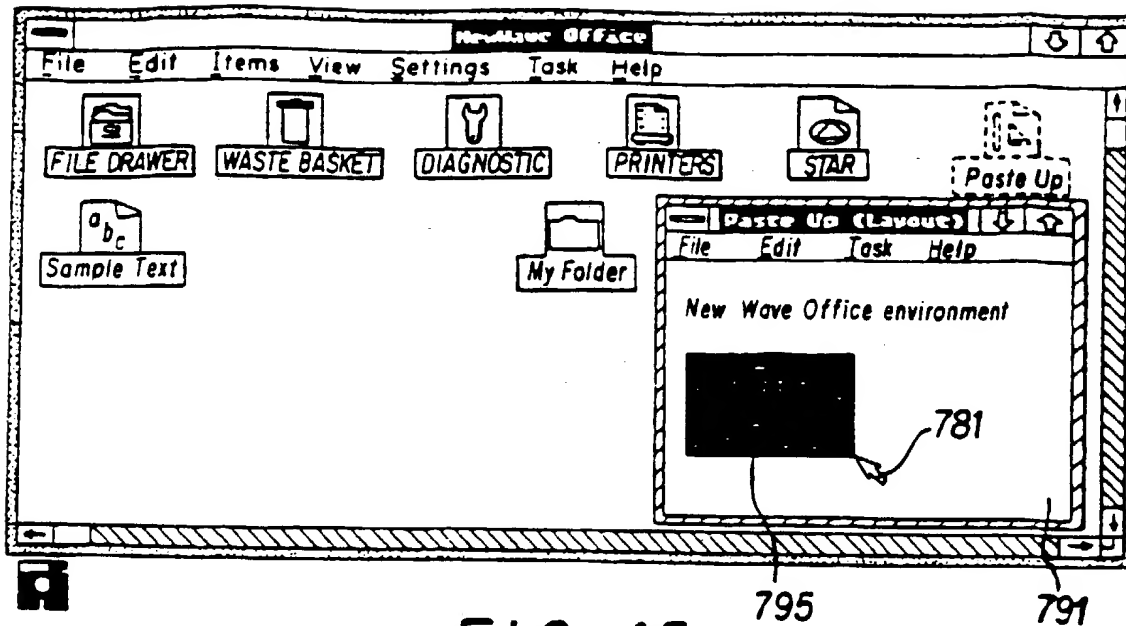 NewWave Office
File Edit Items View Settings Task Help
FILE DRAWER WASTE BASKET DIAGNOSTIC PRINTERS STAR Paste Up
Paste Up (Layout)
File Edit Task Help
a
b
c
Sample Text My Folder
New Wave Office environment
781
795 791